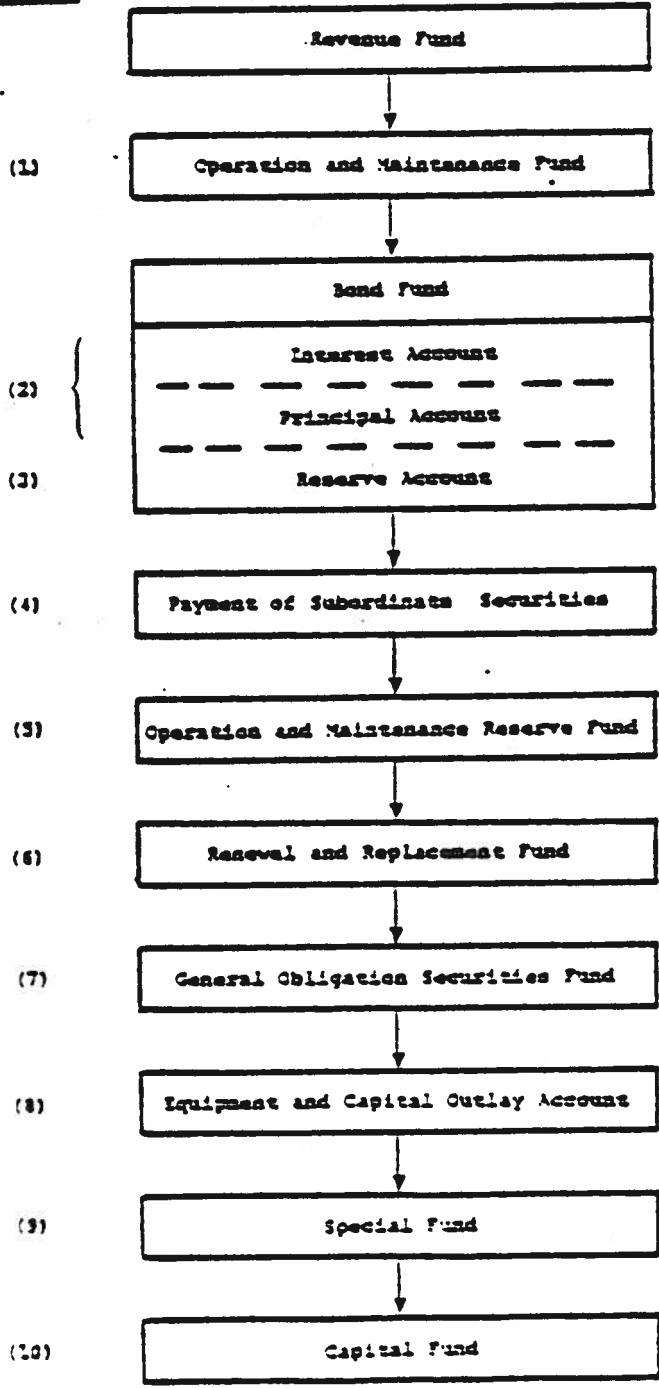 Revenue Fund
(1) Operation and Maintenance Fund
Bond Fund
Interest Account
(2)
Principal Account
(3) Reserve Account
(4) Payment of Subordinate Securities
(5) Operation and Maintenance Reserve Fund
(6) Renewal and Replacement Fund
(7) General Obligation Securities Fund
(8) Equipment and Capital Outlay Account
(9) Special Fund
(10) Capital Fund